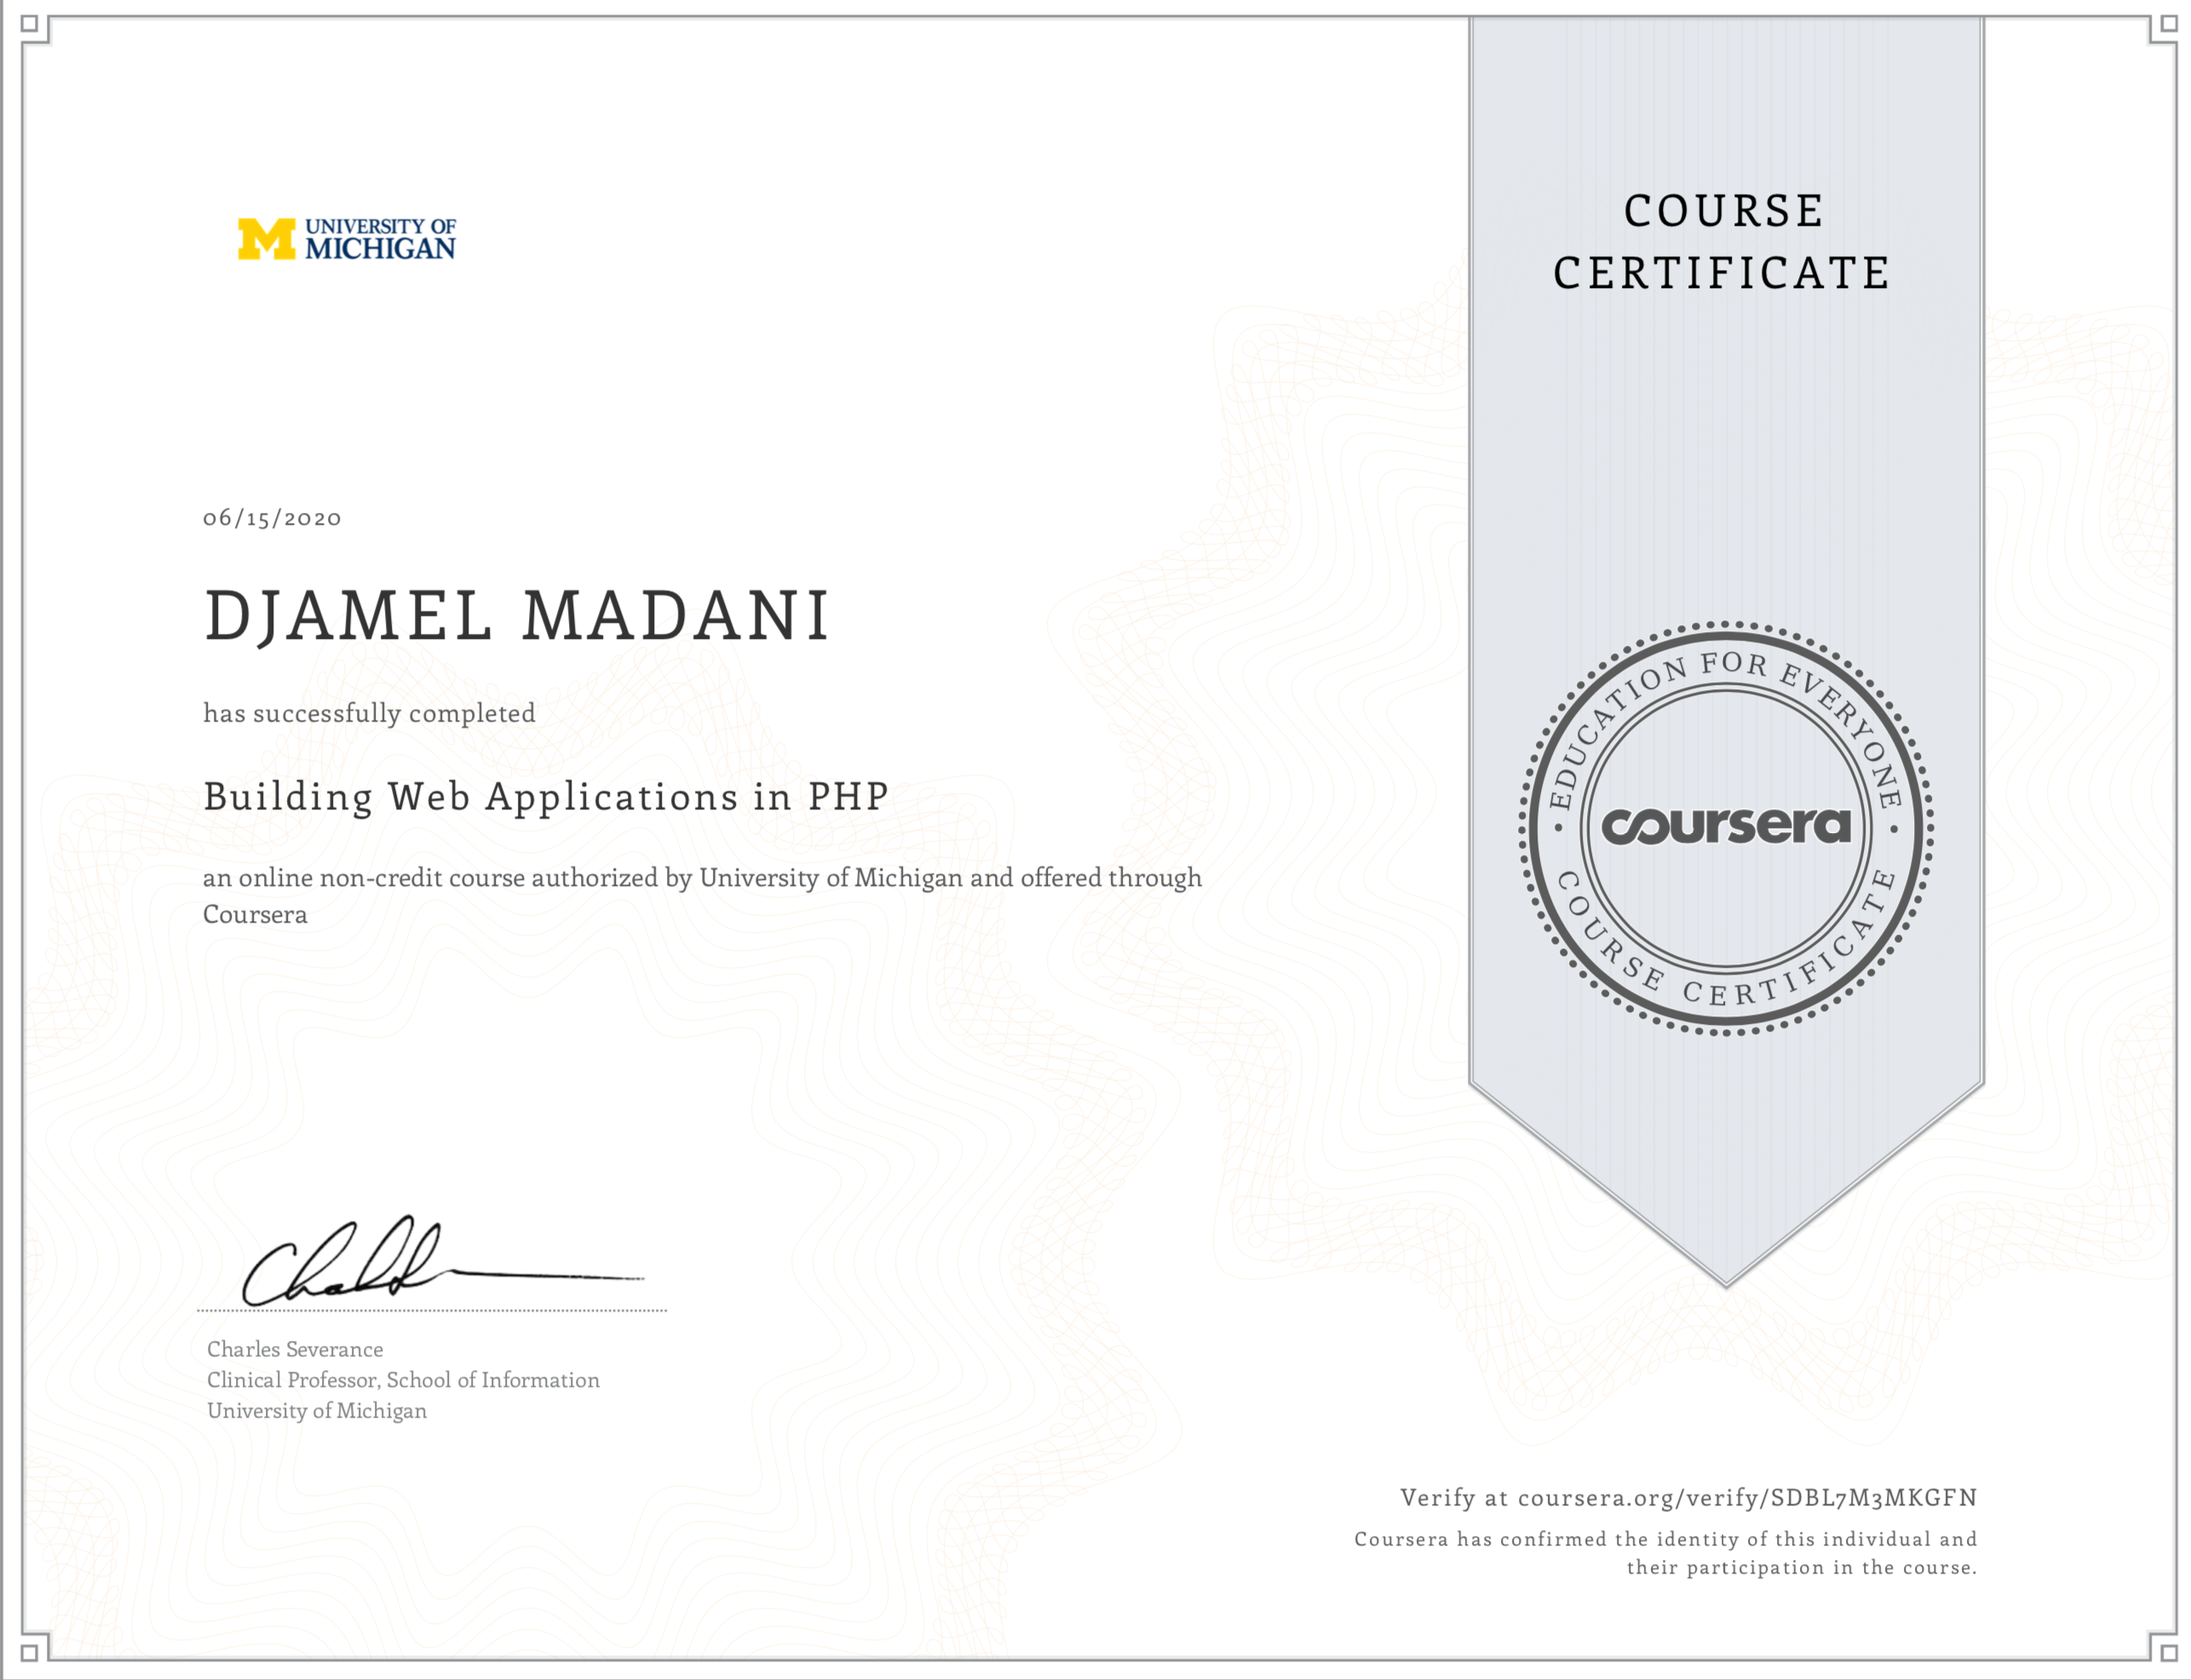 UNIVERSITY OF
MICHIGAN
COURSE
CERTIFICATE
06/15/2020
DJAMEL MADANI
has successfully completed
Building Web Applications in PHP
an online non-credit course authorized by University of Michigan and offered through
Coursera
EDUCATION FOR EVERYONE
coursera
COURSE CERTIFICATE
Charles Severance
Clinical Professor, School of Information
University of Michigan
Verify at coursera.org/verify/SDBL7M3MKGFN
Coursera has confirmed the identity of this individual and
their participation in the course.